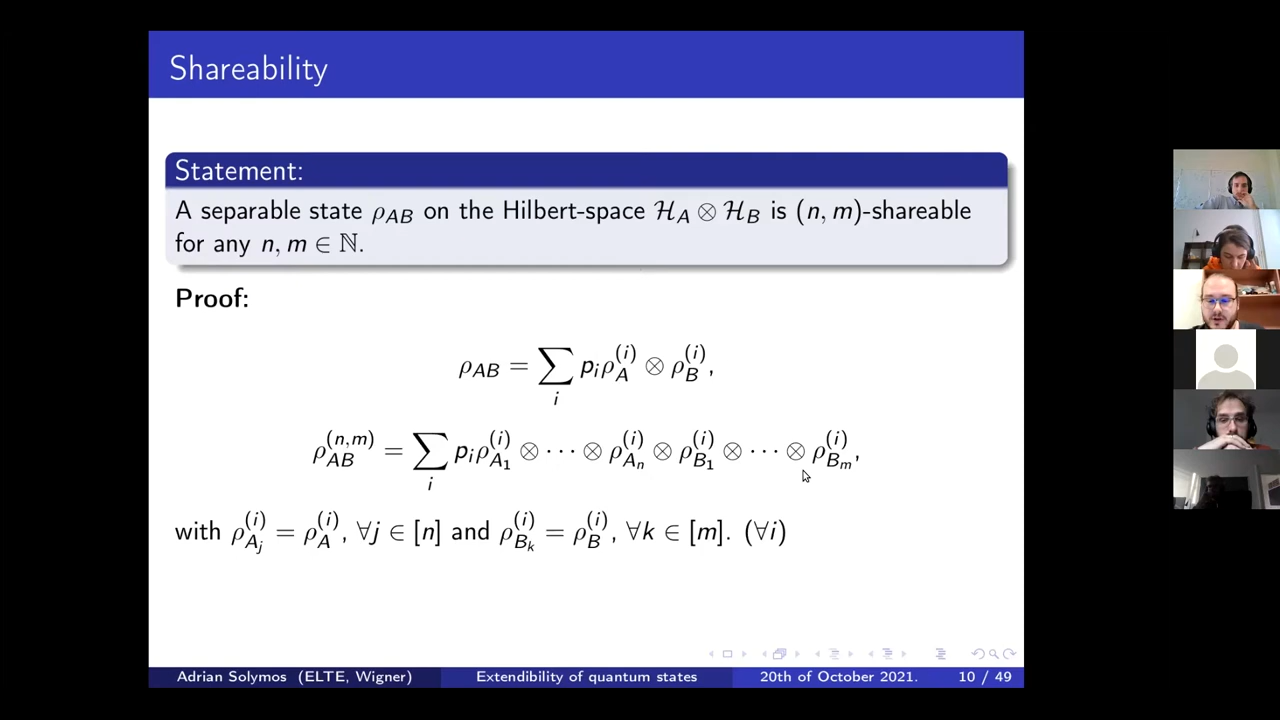 Shareability
Statement:
A separable state ρ_{AB} on the Hilbert-space ℋ_A ⊗ ℋ_B is (n, m)-shareable
for any n, m ∈ ℕ.
Proof:
ρ_{AB} = ∑_i p_i ρ_A^{(i)} ⊗ ρ_B^{(i)},
ρ_{AB}^{(n,m)} = ∑_i p_i ρ_{A_1}^{(i)} ⊗ ⋯ ⊗ ρ_{A_n}^{(i)} ⊗ ρ_{B_1}^{(i)} ⊗ ⋯ ⊗ ρ_{B_m}^{(i)},
with ρ_{A_j}^{(i)} = ρ_A^{(i)}, ∀j ∈ [n] and ρ_{B_k}^{(i)} = ρ_B^{(i)}, ∀k ∈ [m]. (∀i)
Adrian Solymos (ELTE, Wigner) Extendibility of quantum states 20th of October 2021. 10 / 49